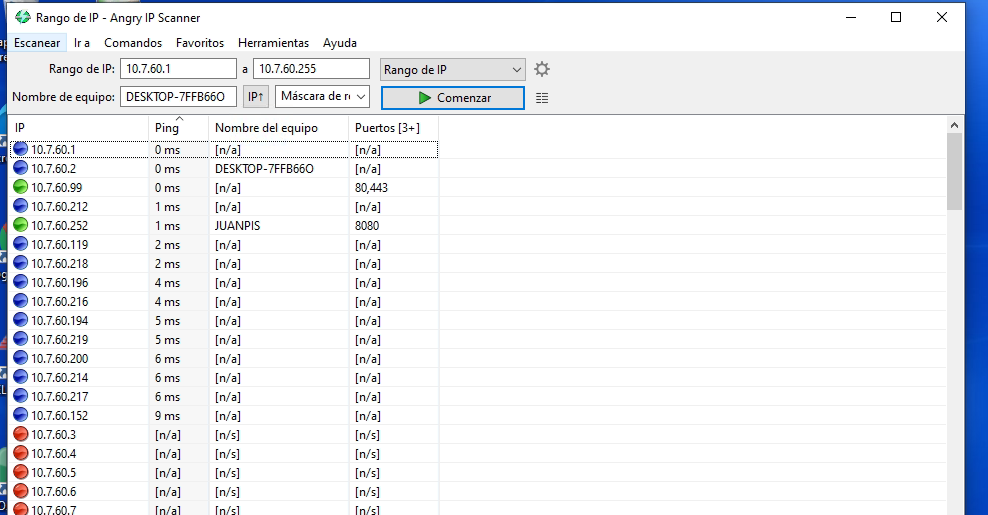 Rango de IP - Angry IP Scanner
Escanear Ir a Comandos Favoritos Herramientas Ayuda
Rango de IP: 10.7.60.1 a 10.7.60.255 Rango de IP
Nombre de equipo: DESKTOP-7FFB66O IP↑ Máscara de re Comenzar
IP Ping Nombre del equipo Puertos [3+]
10.7.60.1 0 ms [n/a] [n/a]
10.7.60.2 0 ms DESKTOP-7FFB66O [n/a]
10.7.60.99 0 ms [n/a] 80,443
10.7.60.212 1 ms [n/a] [n/a]
10.7.60.252 1 ms JUANPIS 8080
10.7.60.119 2 ms [n/a] [n/a]
10.7.60.218 2 ms [n/a] [n/a]
10.7.60.196 4 ms [n/a] [n/a]
10.7.60.216 4 ms [n/a] [n/a]
10.7.60.194 5 ms [n/a] [n/a]
10.7.60.219 5 ms [n/a] [n/a]
10.7.60.200 6 ms [n/a] [n/a]
10.7.60.214 6 ms [n/a] [n/a]
10.7.60.217 6 ms [n/a] [n/a]
10.7.60.152 9 ms [n/a] [n/a]
10.7.60.3 [n/a] [n/s] [n/s]
10.7.60.4 [n/a] [n/s] [n/s]
10.7.60.5 [n/a] [n/s] [n/s]
10.7.60.6 [n/a] [n/s] [n/s]
10.7.60.7 [n/a] [n/s] [n/s]